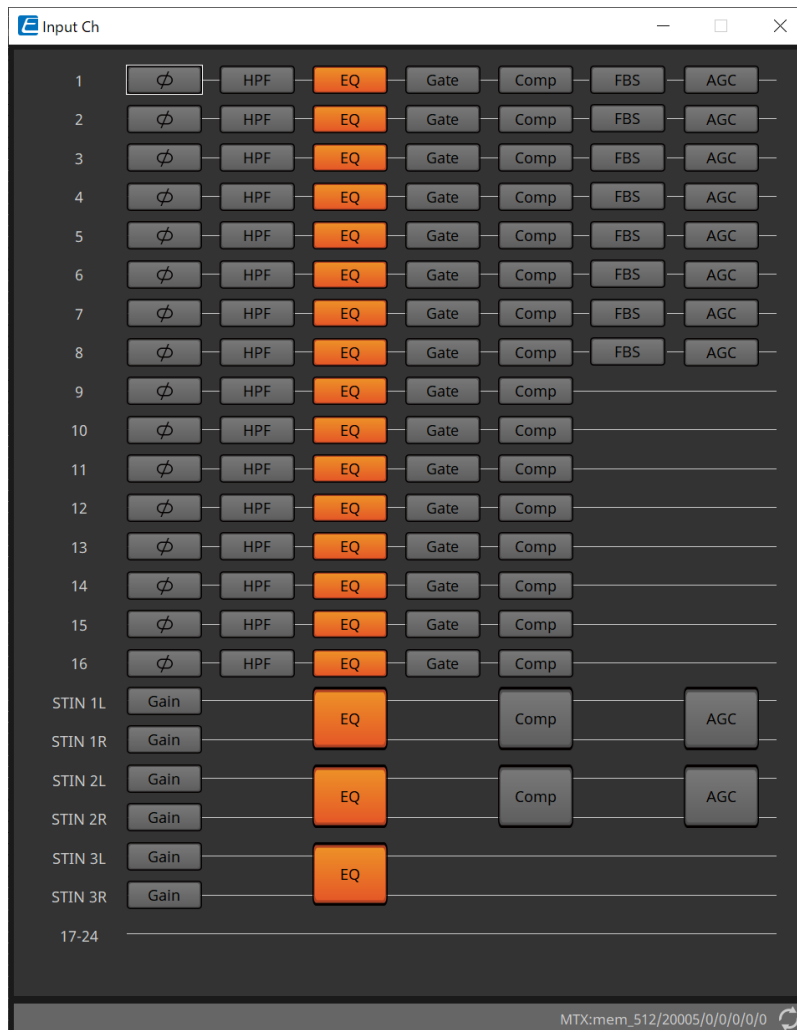 E Input Ch
1 ⌀ HPF EQ Gate Comp FBS AGC
2 ⌀ HPF EQ Gate Comp FBS AGC
3 ⌀ HPF EQ Gate Comp FBS AGC
4 ⌀ HPF EQ Gate Comp FBS AGC
5 ⌀ HPF EQ Gate Comp FBS AGC
6 ⌀ HPF EQ Gate Comp FBS AGC
7 ⌀ HPF EQ Gate Comp FBS AGC
8 ⌀ HPF EQ Gate Comp FBS AGC
9 ⌀ HPF EQ Gate Comp
10 ⌀ HPF EQ Gate Comp
11 ⌀ HPF EQ Gate Comp
12 ⌀ HPF EQ Gate Comp
13 ⌀ HPF EQ Gate Comp
14 ⌀ HPF EQ Gate Comp
15 ⌀ HPF EQ Gate Comp
16 ⌀ HPF EQ Gate Comp
STIN 1L Gain
EQ Comp AGC
STIN 1R Gain
STIN 2L Gain
EQ Comp AGC
STIN 2R Gain
STIN 3L Gain
EQ
STIN 3R Gain
17-24
MTX:mem_512/20005/0/0/0/0/0